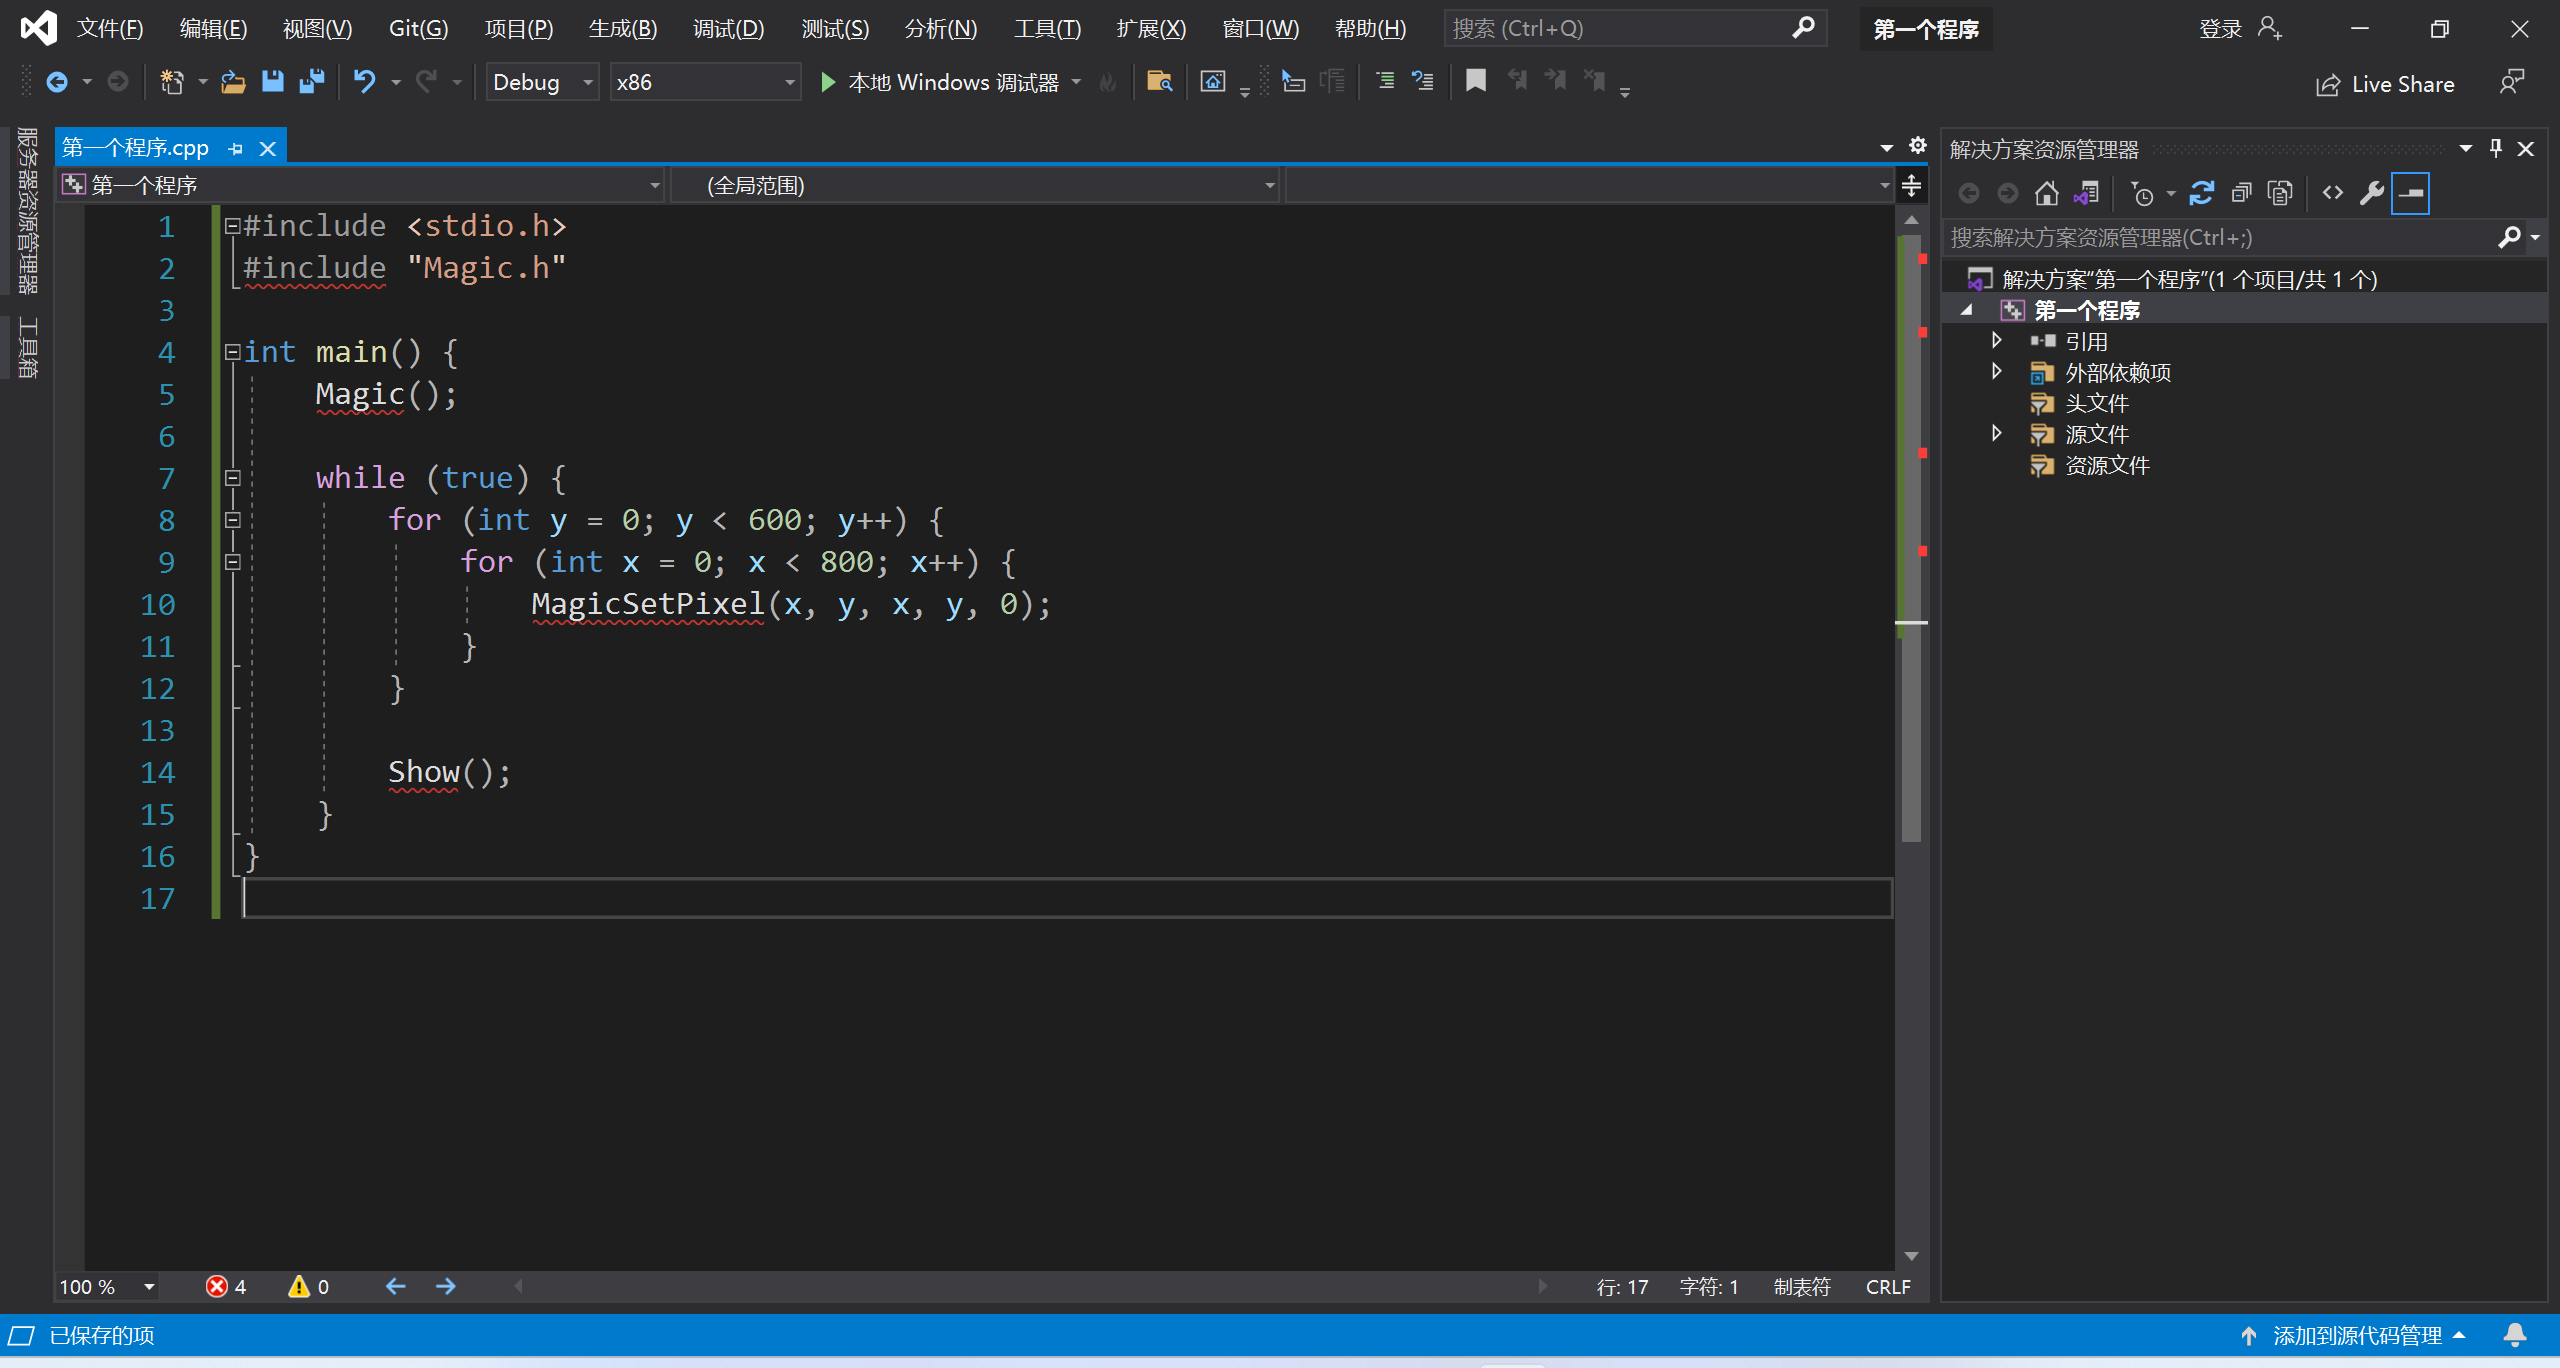 文件(F) 编辑(E) 视图(V) Git(G) 项目(P) 生成(B) 调试(D) 测试(S) 分析(N) 工具(T) 扩展(X) 窗口(W) 帮助(H) 搜索 (Ctrl+Q) 第一个程序 登录
Debug x86 本地 Windows 调试器 Live Share
服务器资源管理器
工具箱
第一个程序.cpp
第一个程序 (全局范围)
1 #include <stdio.h>
2 #include "Magic.h"
3
4 int main() {
5 Magic();
6
7 while (true) {
8 for (int y = 0; y < 600; y++) {
9 for (int x = 0; x < 800; x++) {
10 MagicSetPixel(x, y, x, y, 0);
11 }
12 }
13
14 Show();
15 }
16 }
17
100 % 4 0 行: 17 字符: 1 制表符 CRLF
解决方案资源管理器
搜索解决方案资源管理器(Ctrl+;)
解决方案“第一个程序”(1 个项目/共 1 个)
第一个程序
引用
外部依赖项
头文件
源文件
资源文件
已保存的项 添加到源代码管理